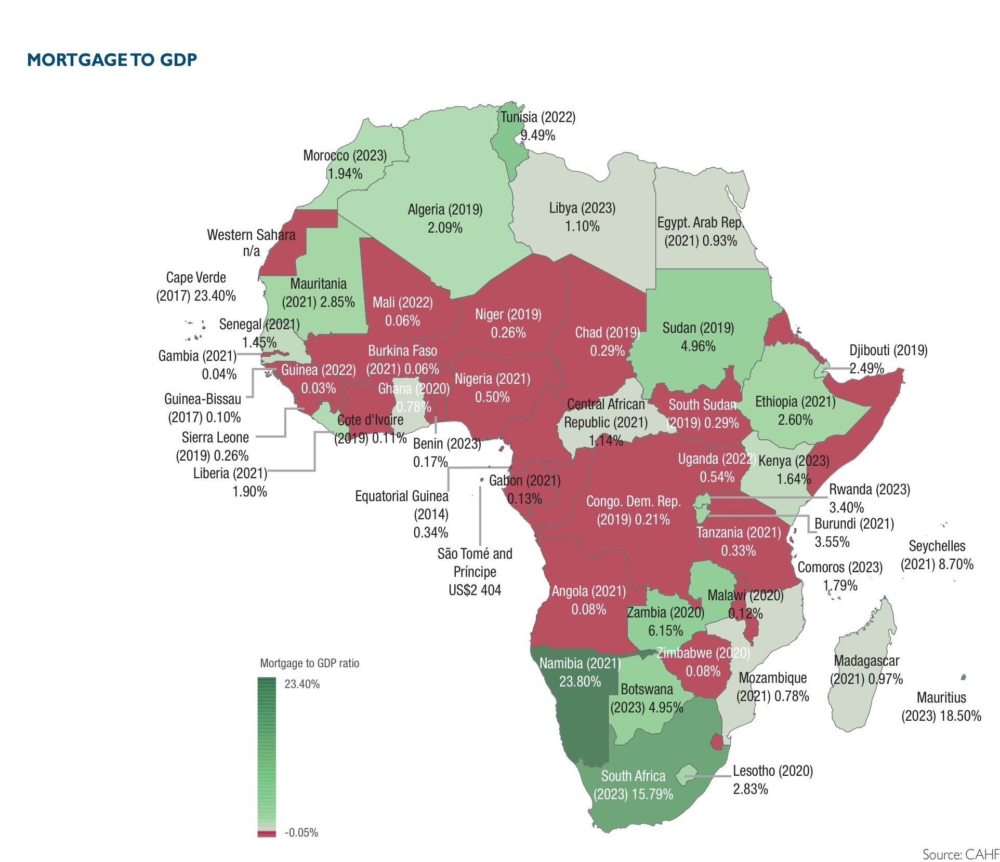 MORTGAGE TO GDP
Tunisia (2022)
9.49%
Morocco (2023)
1.94%
Algeria (2019)
2.09%
Libya (2023)
1.10%
Egypt. Arab Rep.
(2021) 0.93%
Western Sahara
n/a
Cape Verde
(2017) 23.40%
Mauritania
(2021) 2.85%
Mali (2022)
0.06%
Niger (2019)
0.26%
Chad (2019)
0.29%
Sudan (2019)
4.96%
Senegal (2021)
1.45%
Gambia (2021)
0.04%
Burkina Faso
(2021) 0.06%
Djibouti (2019)
2.49%
Guinea (2022)
0.03%
Ghana (2020)
0.78%
Nigeria (2021)
0.50%
Guinea-Bissau
(2017) 0.10%
Central African
Republic (2021)
1.14%
South Sudan
(2019) 0.29%
Ethiopia (2021)
2.60%
Sierra Leone
(2019) 0.26%
Cote d'Ivoire
(2019) 0.11%
Benin (2023)
0.17%
Liberia (2021)
1.90%
Uganda (2022)
0.54%
Kenya (2023)
1.64%
Gabon (2021)
0.13%
Equatorial Guinea
(2014)
0.34%
Congo. Dem. Rep.
(2019) 0.21%
Rwanda (2023)
3.40%
Burundi (2021)
3.55%
Tanzania (2021)
0.33%
São Tomé and
Príncipe
US$2 404
Seychelles
(2021) 8.70%
Comoros (2023)
1.79%
Angola (2021)
0.08%
Malawi (2020)
0.12%
Zambia (2020)
6.15%
Zimbabwe (2020)
0.08%
Namibia (2021)
23.80%
Madagascar
(2021) 0.97%
Mozambique
(2021) 0.78%
Botswana
(2023) 4.95%
Mauritius
(2023) 18.50%
South Africa
(2023) 15.79%
Lesotho (2020)
2.83%
Mortgage to GDP ratio
23.40%
-0.05%
Source: CAHF